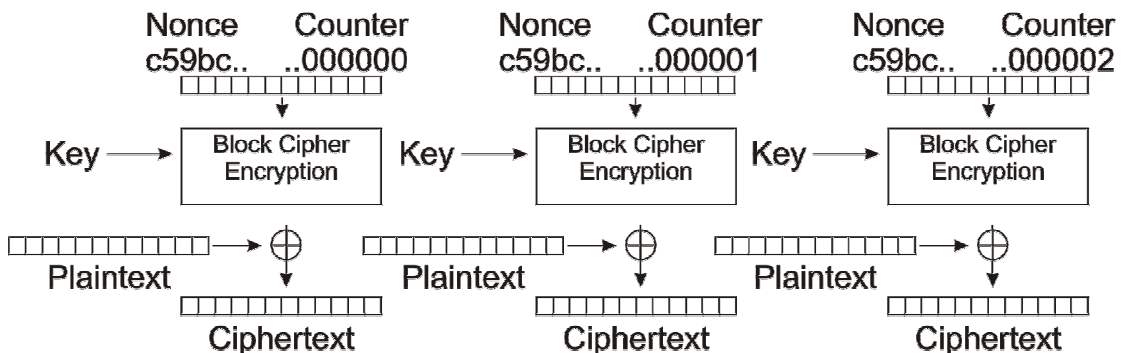 Nonce Counter Nonce Counter Nonce Counter
c59bc.. ..000000 c59bc.. ..000001 c59bc.. ..000002
Key Block Cipher Encryption Key Block Cipher Encryption Key Block Cipher Encryption
Plaintext Plaintext Plaintext
Ciphertext Ciphertext Ciphertext